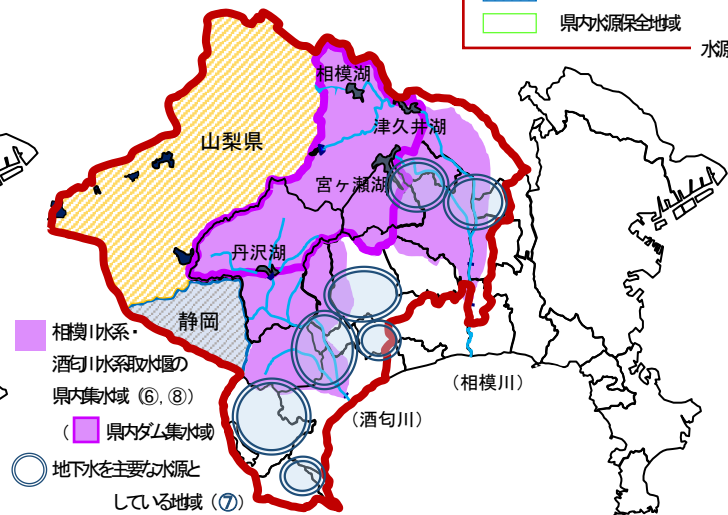 県内水源保全地域
水源
相模湖
津久井湖
山梨県
宮ヶ瀬湖
丹沢湖
静岡
相模川水系・
酒匂川水系取水堰の
県内集水域（⑥, ⑧）
（ 県内ダム集水域）
地下水を主要な水源と
している地域（⑦）
（酒匂川）
（相模川）